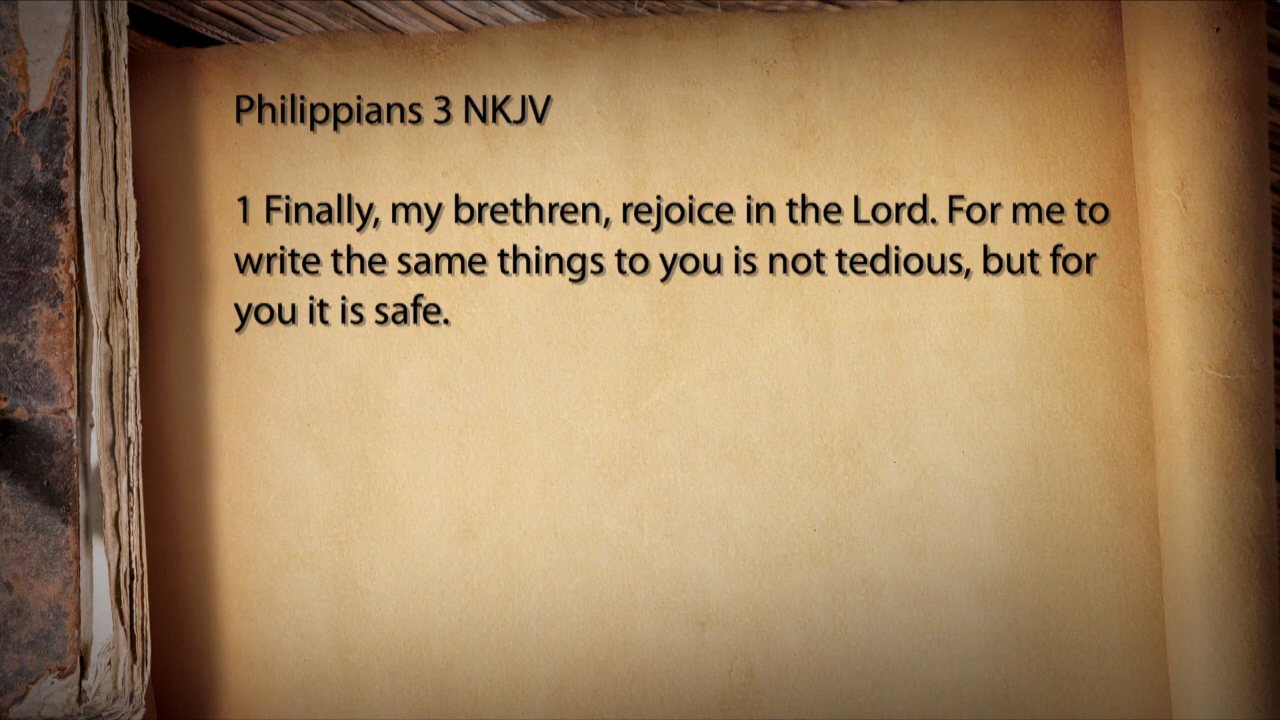 Philippians 3 NKJV
1 Finally, my brethren, rejoice in the Lord. For me to
write the same things to you is not tedious, but for
you it is safe.